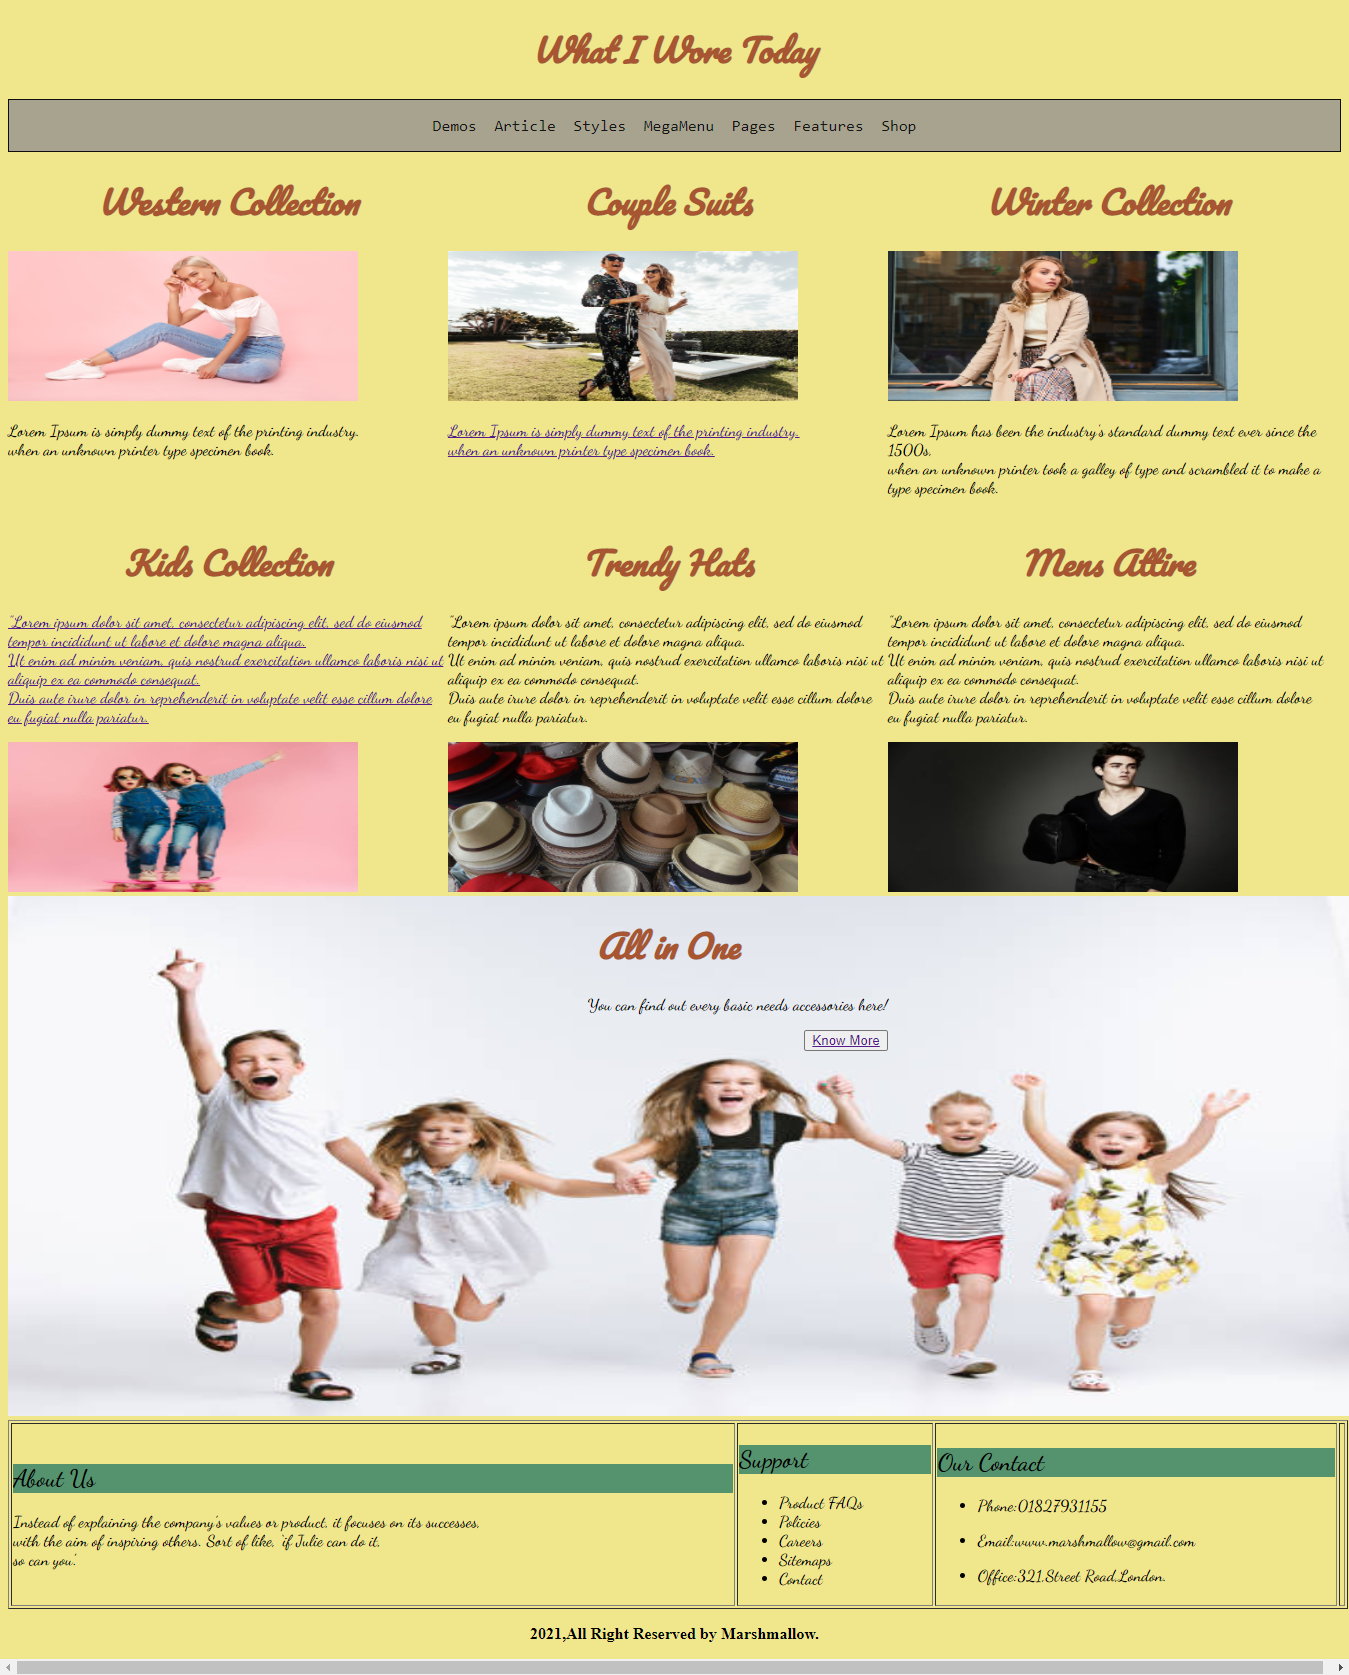 What I Wore Today
Demos Article Styles MegaMenu Pages Features Shop
Western Collection
Lorem Ipsum is simply dummy text of the printing industry.
when an unknown printer type specimen book.
Couple Suits
Lorem Ipsum is simply dummy text of the printing industry.
when an unknown printer type specimen book.
Winter Collection
Lorem Ipsum has been the industry's standard dummy text ever since the
1500s,
when an unknown printer took a galley of type and scrambled it to make a
type specimen book.
Kids Collection
"Lorem ipsum dolor sit amet, consectetur adipiscing elit, sed do eiusmod
tempor incididunt ut labore et dolore magna aliqua.
Ut enim ad minim veniam, quis nostrud exercitation ullamco laboris nisi ut
aliquip ex ea commodo consequat.
Duis aute irure dolor in reprehenderit in voluptate velit esse cillum dolore
eu fugiat nulla pariatur.
Trendy Hats
"Lorem ipsum dolor sit amet, consectetur adipiscing elit, sed do eiusmod
tempor incididunt ut labore et dolore magna aliqua.
Ut enim ad minim veniam, quis nostrud exercitation ullamco laboris nisi ut
aliquip ex ea commodo consequat.
Duis aute irure dolor in reprehenderit in voluptate velit esse cillum dolore
eu fugiat nulla pariatur.
Mens Attire
"Lorem ipsum dolor sit amet, consectetur adipiscing elit, sed do eiusmod
tempor incididunt ut labore et dolore magna aliqua.
Ut enim ad minim veniam, quis nostrud exercitation ullamco laboris nisi ut
aliquip ex ea commodo consequat.
Duis aute irure dolor in reprehenderit in voluptate velit esse cillum dolore
eu fugiat nulla pariatur.
All in One
You can find out every basic needs accessories here!
Know More
About Us
Instead of explaining the company's values or product, it focuses on its successes,
with the aim of inspiring others. Sort of like, 'if Julie can do it,
so can you'.
Support
Product FAQs
Policies
Careers
Sitemaps
Contact
Our Contact
Phone:01827931155
Email:www.marshmallow@gmail.com
Office:321,Street Road,London.
2021,All Right Reserved by Marshmallow.